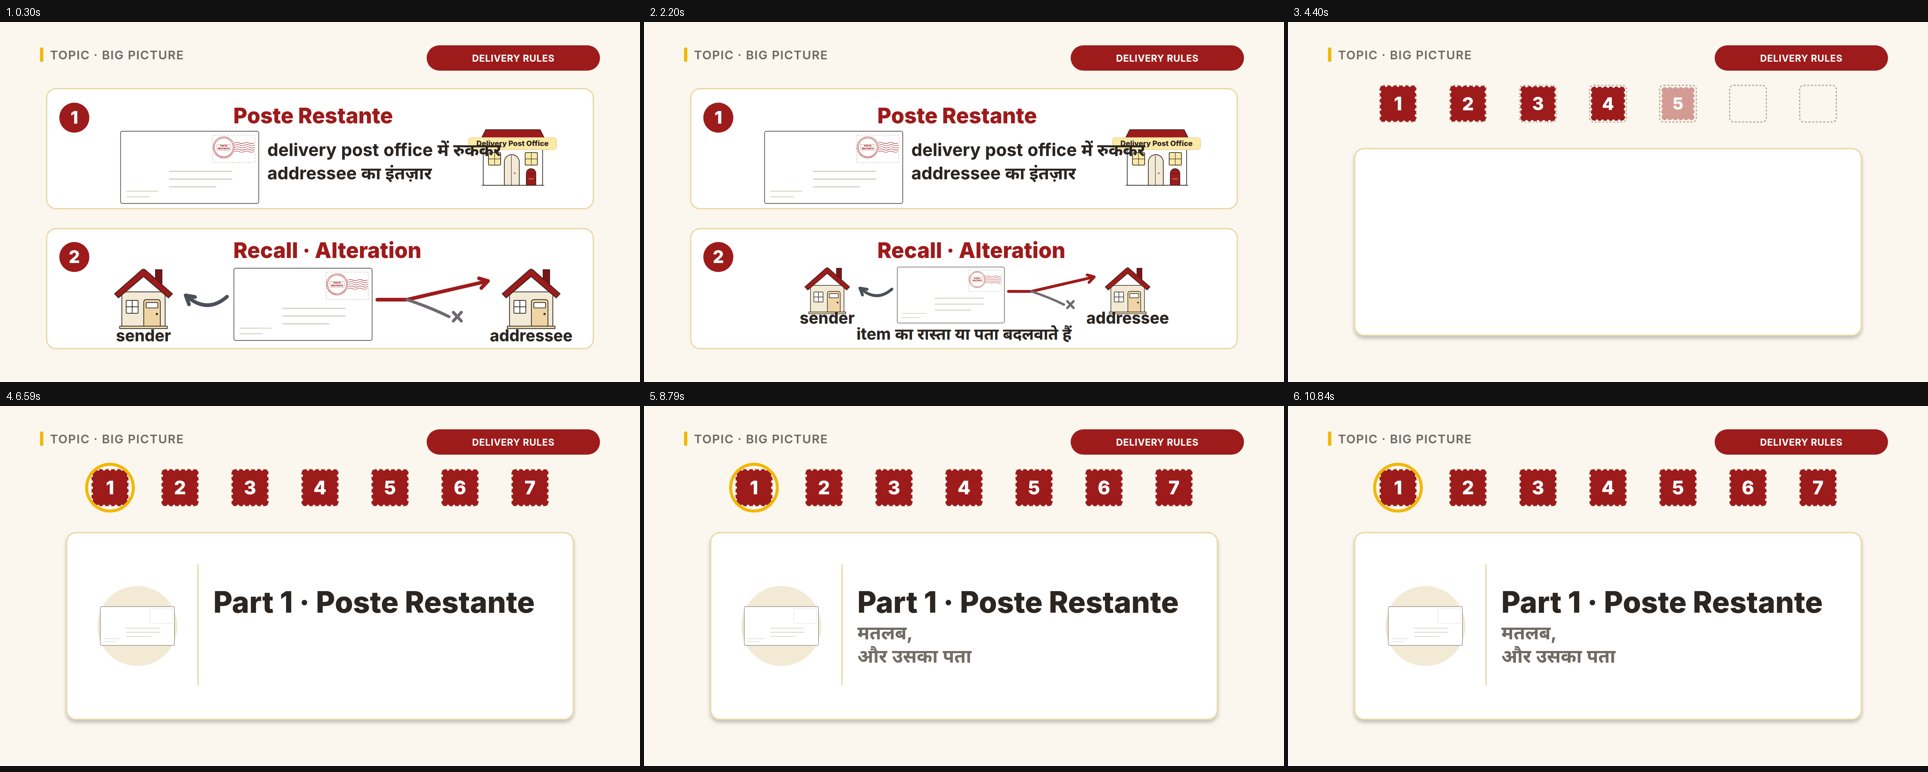 1. 0.30s
TOPIC · BIG PICTURE
DELIVERY RULES
1
Poste Restante
delivery post office में रुककर
addressee का इंतज़ार
Delivery Post Office
2
Recall · Alteration
sender
addressee
2. 2.20s
TOPIC · BIG PICTURE
DELIVERY RULES
1
Poste Restante
delivery post office में रुककर
addressee का इंतज़ार
Delivery Post Office
2
Recall · Alteration
sender
addressee
item का रास्ता या पता बदलवाते हैं
3. 4.40s
TOPIC · BIG PICTURE
DELIVERY RULES
1 2 3 4 5
4. 6.59s
TOPIC · BIG PICTURE
DELIVERY RULES
1 2 3 4 5 6 7
Part 1 · Poste Restante
5. 8.79s
TOPIC · BIG PICTURE
DELIVERY RULES
1 2 3 4 5 6 7
Part 1 · Poste Restante
मतलब,
और उसका पता
6. 10.84s
TOPIC · BIG PICTURE
DELIVERY RULES
1 2 3 4 5 6 7
Part 1 · Poste Restante
मतलब,
और उसका पता